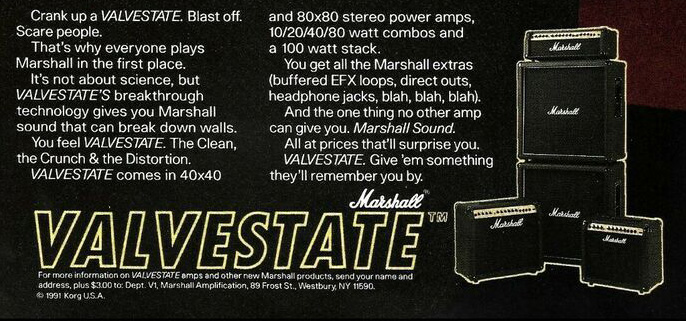 Crank up a VALVESTATE. Blast off.
Scare people.
That's why everyone plays
Marshall in the first place.
It's not about science, but
VALVESTATE'S breakthrough
technology gives you Marshall
sound that can break down walls.
You feel VALVESTATE. The Clean,
the Crunch & the Distortion.
VALVESTATE comes in 40x40
and 80x80 stereo power amps,
10/20/40/80 watt combos and
a 100 watt stack.
You get all the Marshall extras
(buffered EFX loops, direct outs,
headphone jacks, blah, blah, blah).
And the one thing no other amp
can give you. Marshall Sound.
All at prices that'll surprise you.
VALVESTATE. Give 'em something
they'll remember you by.
Marshall®
VALVESTATE™
For more information on VALVESTATE amps and other new Marshall products, send your name and
address, plus $3.00 to: Dept. V1, Marshall Amplification, 89 Frost St., Westbury, NY 11590.
© 1991 Korg U.S.A.
Marshall
Marshall
Marshall
Marshall
Marshall